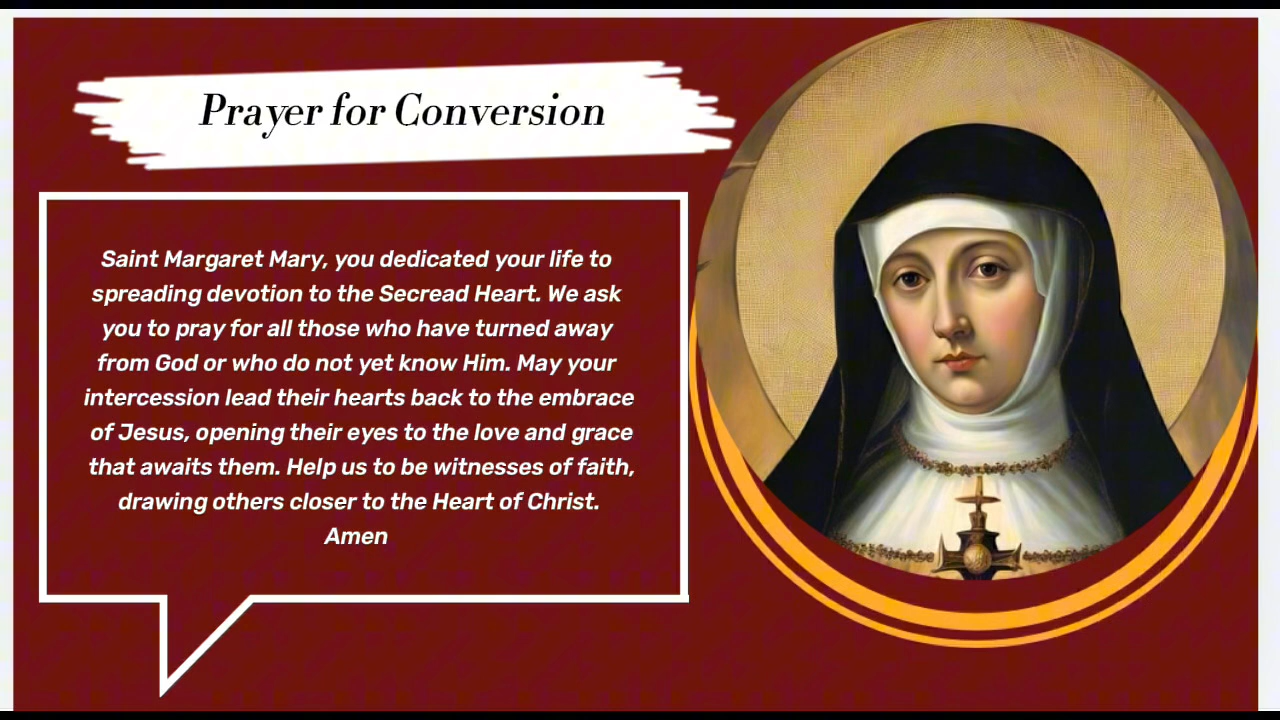 Prayer for Conversion
Saint Margaret Mary, you dedicated your life to
spreading devotion to the Secread Heart. We ask
you to pray for all those who have turned away
from God or who do not yet know Him. May your
intercession lead their hearts back to the embrace
of Jesus, opening their eyes to the love and grace
that awaits them. Help us to be witnesses of faith,
drawing others closer to the Heart of Christ.
Amen